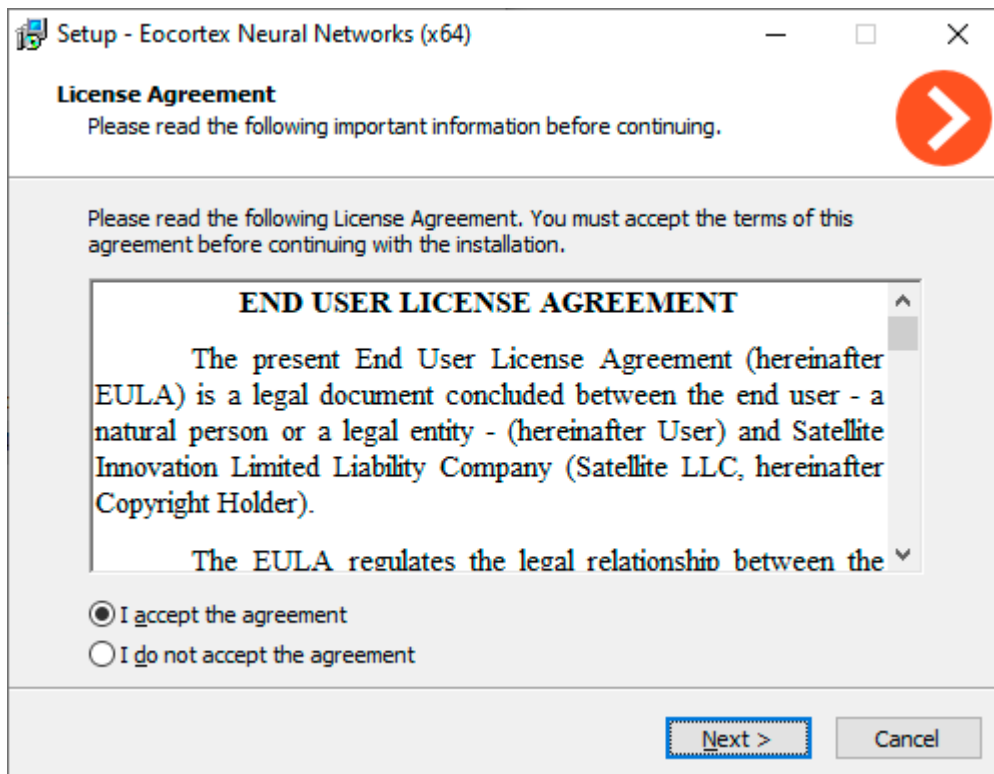 Setup - Eocortex Neural Networks (x64)
License Agreement
Please read the following important information before continuing.
Please read the following License Agreement. You must accept the terms of this
agreement before continuing with the installation.
END USER LICENSE AGREEMENT
The present End User License Agreement (hereinafter
EULA) is a legal document concluded between the end user - a
natural person or a legal entity - (hereinafter User) and Satellite
Innovation Limited Liability Company (Satellite LLC, hereinafter
Copyright Holder).
The EULA regulates the legal relationship between the
I accept the agreement
I do not accept the agreement
Next >
Cancel